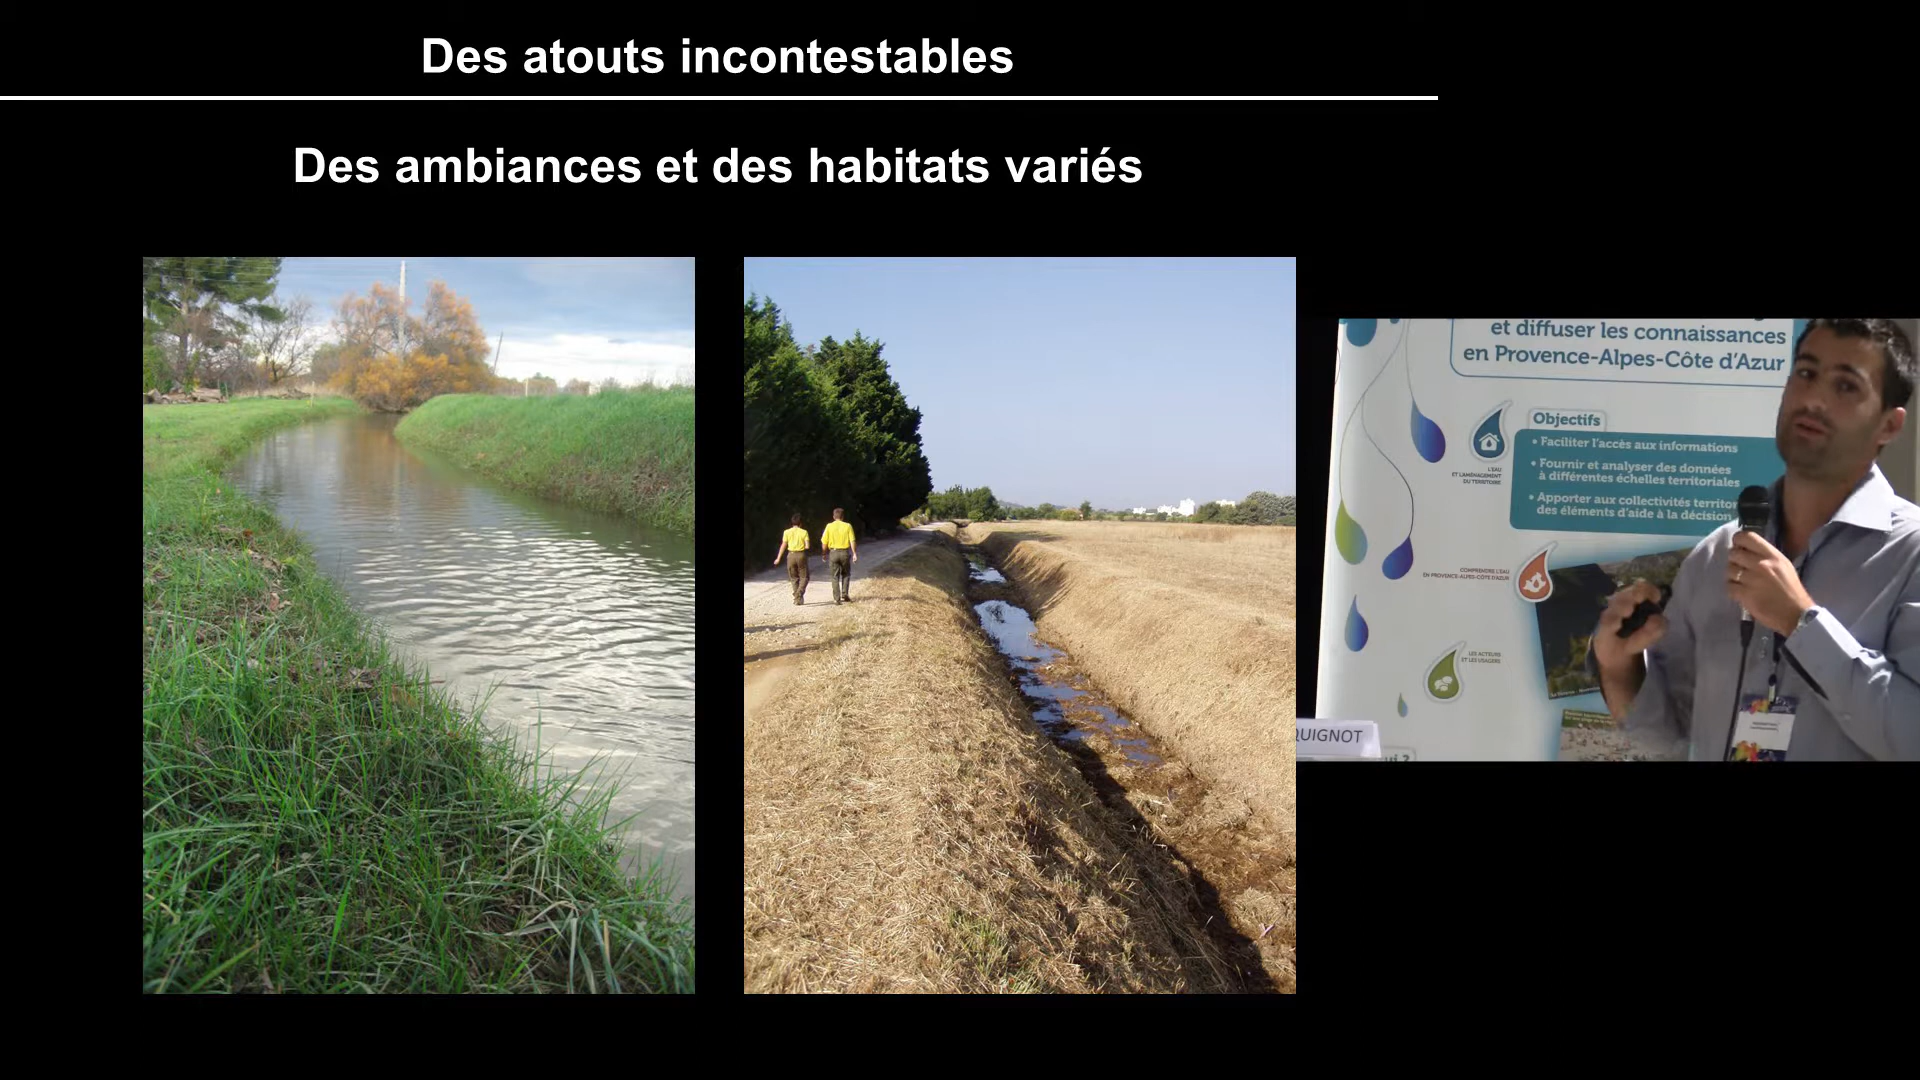 Des atouts incontestables
Des ambiances et des habitats variés
et diffuser les connaissances
en Provence-Alpes-Côte d'Azur
Objectifs
• Faciliter l'accès aux informations
• Fournir et analyser des données
à différentes échelles territoriales
• Apporter aux collectivités
des éléments d'aide à la décision
L'EAU
ET L'AMÉNAGEMENT
DU TERRITOIRE
COMPRENDRE L'EAU
EN PROVENCE-ALPES-CÔTE D'AZUR
LES ACTEURS
ET LES USAGERS
QUIGNOT